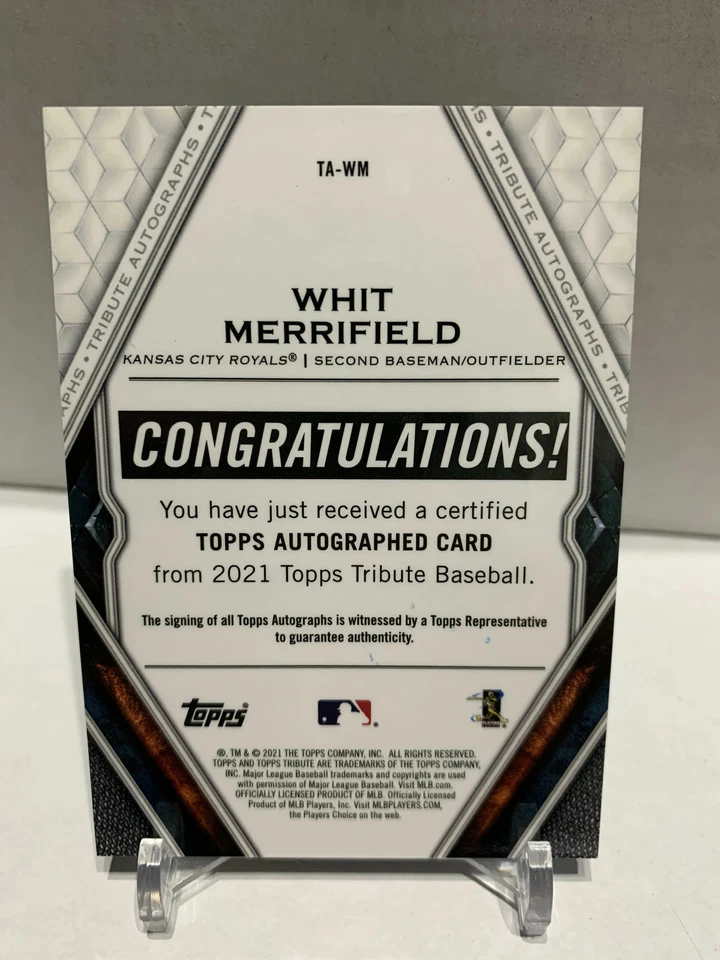 TA-WM
TRIBUTE AUTOGRAPHS • T
PHS •
IS • TRIBUTE AUTOGRAPHS • TRIB
WHIT
MERRIFIELD
KANSAS CITY ROYALS® | SECOND BASEMAN/OUTFIELDER
CONGRATULATIONS!
You have just received a certified
TOPPS AUTOGRAPHED CARD
from 2021 Topps Tribute Baseball.
The signing of all Topps Autographs is witnessed by a Topps Representative
to guarantee authenticity.
topps®
®, TM & © 2021 THE TOPPS COMPANY, INC. ALL RIGHTS RESERVED.
TOPPS AND TOPPS TRIBUTE ARE TRADEMARKS OF THE TOPPS COMPANY,
INC. Major League Baseball trademarks and copyrights are used
with permission of Major League Baseball. Visit MLB.com.
OFFICIALLY LICENSED PRODUCT OF MLB. Officially Licensed
Product of MLB Players, Inc. Visit MLBPLAYERS.COM,
the Players Choice on the web.